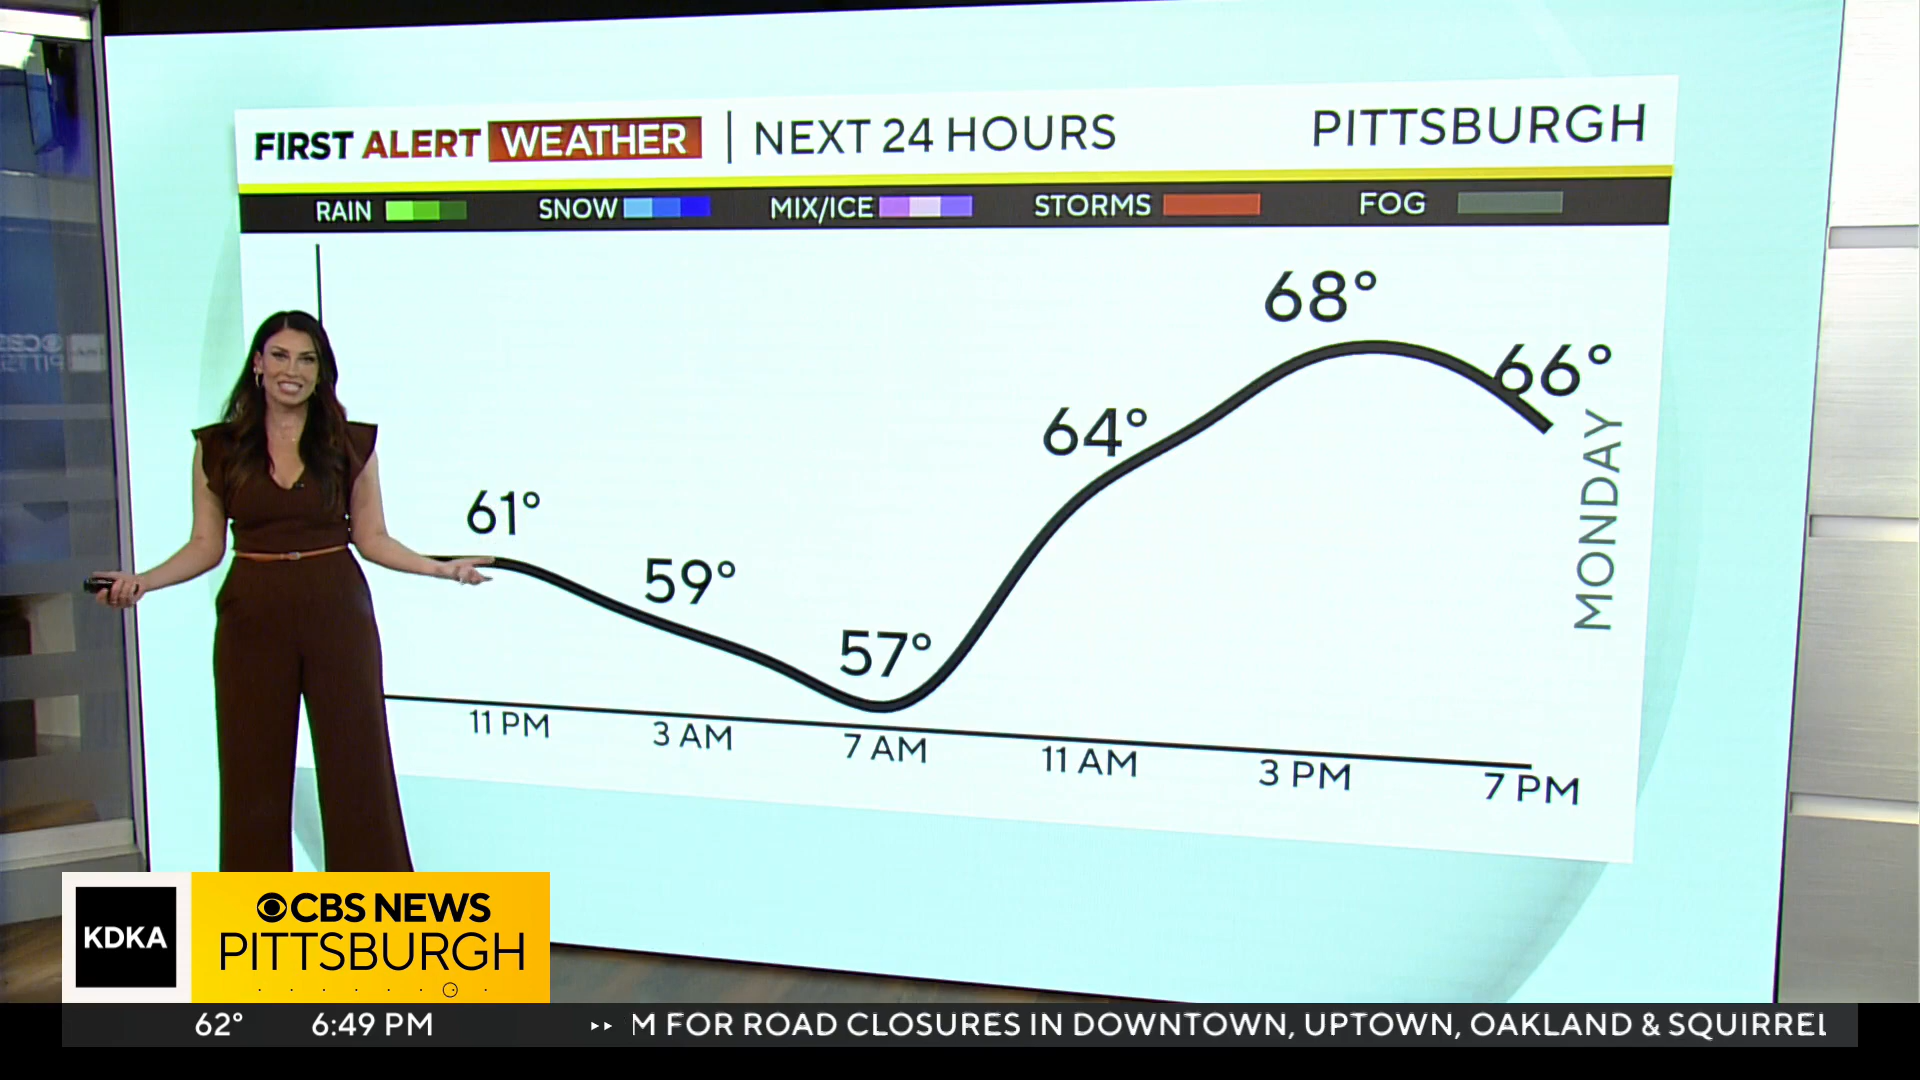 FIRST ALERT WEATHER | NEXT 24 HOURS
PITTSBURGH
RAIN SNOW MIX/ICE STORMS FOG
61°
59°
57°
64°
68°
66°
MONDAY
11 PM 3 AM 7 AM 11 AM 3 PM 7 PM
KDKA
CBS NEWS
PITTSBURGH
62° 6:49 PM M FOR ROAD CLOSURES IN DOWNTOWN, UPTOWN, OAKLAND & SQUIRREL